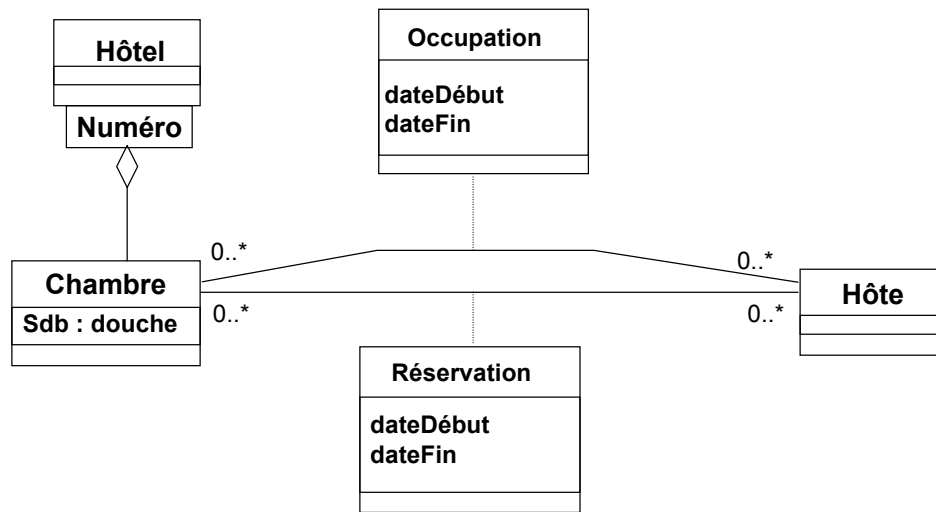 Hôtel
Numéro
Occupation
dateDébut
dateFin
0..*
0..*
Chambre
Sdb : douche
0..*
0..*
Hôte
Réservation
dateDébut
dateFin